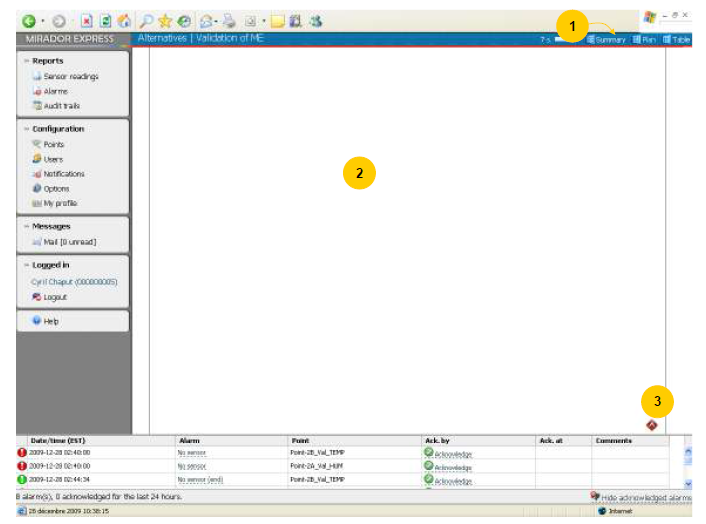 1
MIRADOR EXPRESS
Alternatives | Validation of ME
7 s
Summary
Plan
Table
Reports
Sensor readings
Alarms
Audit trails
Configuration
Points
Users
Notifications
Options
My profile
Messages
Mail [0 unread]
Logged in
Cyril Chaput (000000005)
Logout
Help
2
3
Date/time (EST) Alarm Point Ack. by Ack. at Comments
2009-12-28 02:40:00 No sensor Point-2B_Val_TEMP Acknowledge
2009-12-28 02:40:00 No sensor Point-2A_Val_HUM Acknowledge
2009-12-28 02:44:34 No sensor (end) Point-2B_Val_TEMP Acknowledge
8 alarm(s), 0 acknowledged for the last 24 hours.
Hide acknowledged alarms
28 décembre 2009 10:38:15
Internet